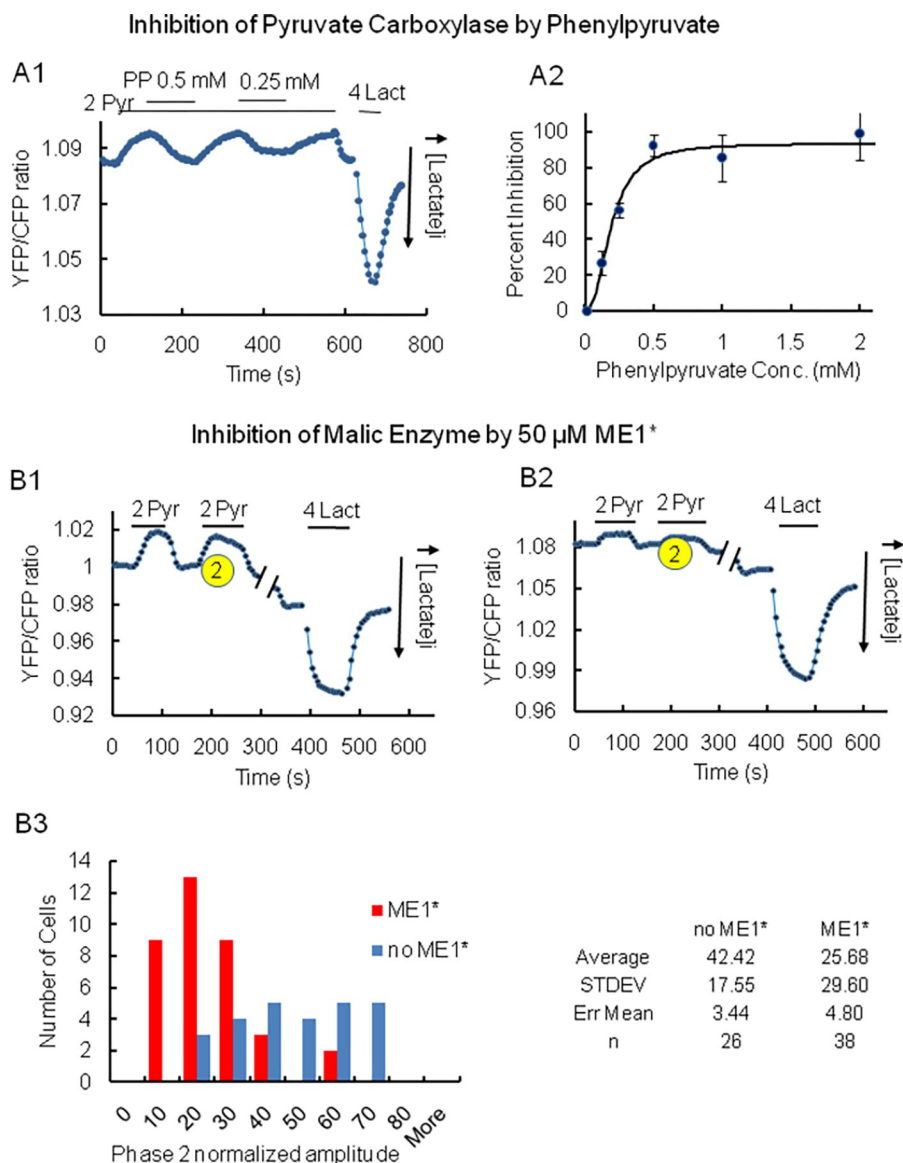 Inhibition of Pyruvate Carboxylase by Phenylpyruvate
A1
PP 0.5 mM
0.25 mM
2 Pyr
4 Lact
1.09
1.07
1.05
1.03
YFP/CFP ratio
[Lactate]i
0 200 400 600 800
Time (s)
A2
100
80
60
40
20
0
Percent Inhibition
0 0.5 1 1.5 2
Phenylpyruvate Conc. (mM)
Inhibition of Malic Enzyme by 50 µM ME1*
B1
2 Pyr 2 Pyr 4 Lact
2
1.02
1
0.98
0.96
0.94
0.92
YFP/CFP ratio
[Lactate]i
0 100 200 300 400 500 600
Time (s)
B2
2 Pyr 2 Pyr 4 Lact
2
1.08
1.05
1.02
0.99
0.96
YFP/CFP ratio
[Lactate]i
0 100 200 300 400 500 600
Time (s)
B3
14
12
10
8
6
4
2
0
Number of Cells
ME1*
no ME1*
0 10 20 30 40 50 60 70 80 More
Phase 2 normalized amplitude
no ME1* ME1*
Average 42.42 25.68
STDEV 17.55 29.60
Err Mean 3.44 4.80
n 26 38